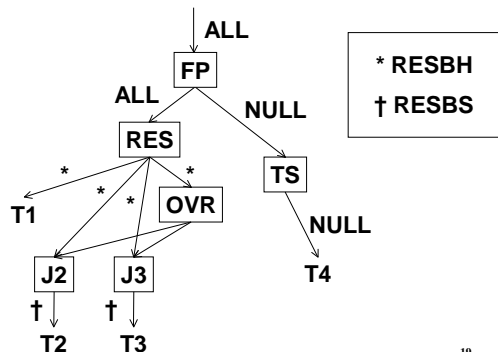 ALL
FP
* RESBH
† RESBS
ALL
NULL
RES
TS
*
*
*
*
T1
OVR
NULL
J2
J3
T4
†
†
T2
T3
19